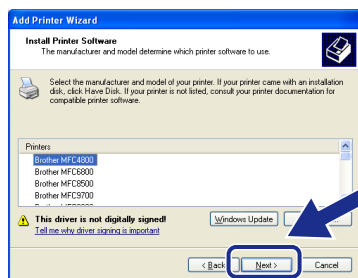 Add Printer Wizard
Install Printer Software
The manufacturer and model determine which printer software to use.
Select the manufacturer and model of your printer. If your printer came with an installation
disk, click Have Disk. If your printer is not listed, consult your printer documentation for
compatible printer software.
Printers
Brother MFC4800
Brother MFC6800
Brother MFC8500
Brother MFC9700
This driver is not digitally signed!
Tell me why driver signing is important
Windows Update
< Back
Next >
Cancel